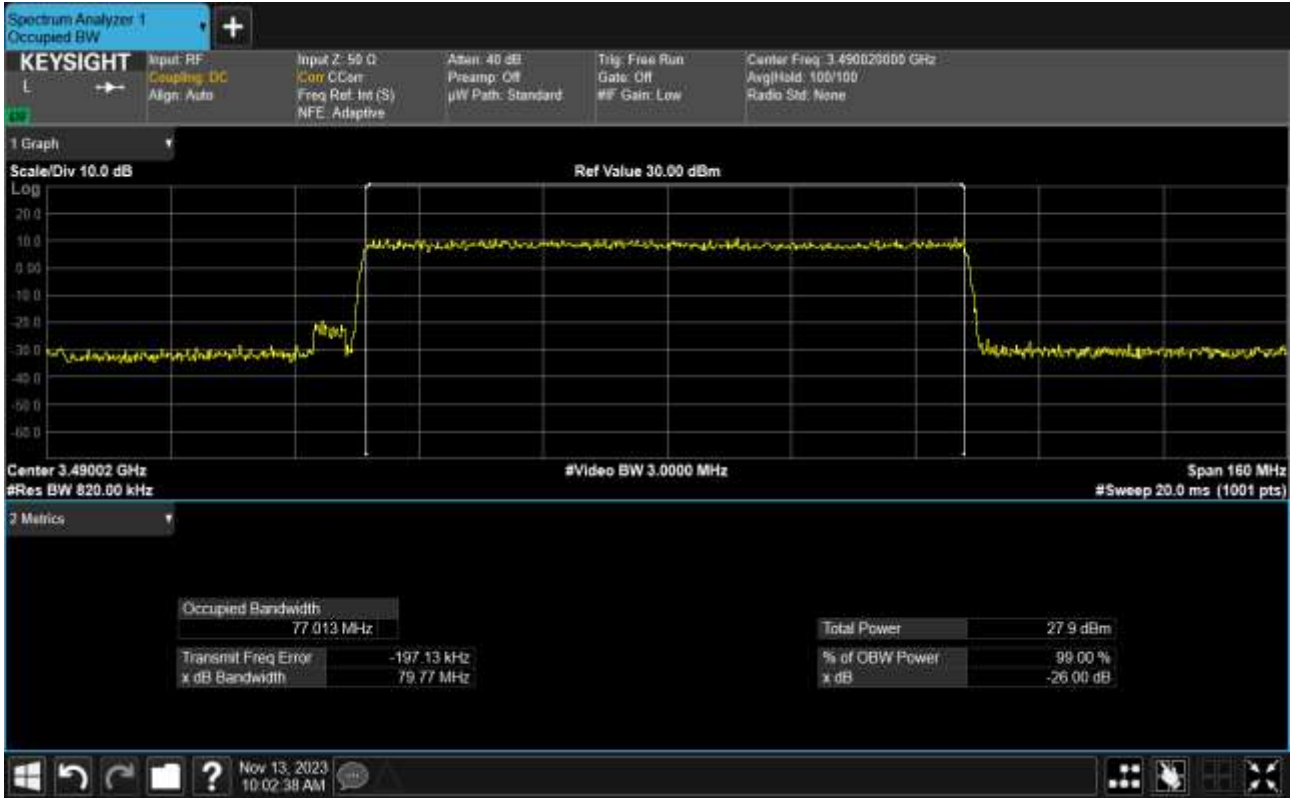 Spectrum Analyzer 1
Occupied BW
KEYSIGHT
L
Input: RF
Coupling: DC
Align: Auto
Input Z: 50 Ω
Corr CCorr
Freq Ref: Int (S)
NFE: Adaptive
Atten: 40 dB
Preamp: Off
µW Path: Standard
Trig: Free Run
Gate: Off
#IF Gain: Low
Center Freq: 3.490020000 GHz
Avg|Hold: 100/100
Radio Std: None
1 Graph
Scale/Div 10.0 dB
Ref Value 30.00 dBm
Log
20.0
10.0
0.00
-10.0
-20.0
-30.0
-40.0
-50.0
-60.0
Center 3.49002 GHz
#Video BW 3.0000 MHz
Span 160 MHz
#Res BW 820.00 kHz
#Sweep 20.0 ms (1001 pts)
2 Metrics
Occupied Bandwidth
77.013 MHz
Total Power 27.9 dBm
Transmit Freq Error -197.13 kHz
% of OBW Power 99.00 %
x dB Bandwidth 79.77 MHz
x dB -26.00 dB
Nov 13, 2023
10:02:38 AM